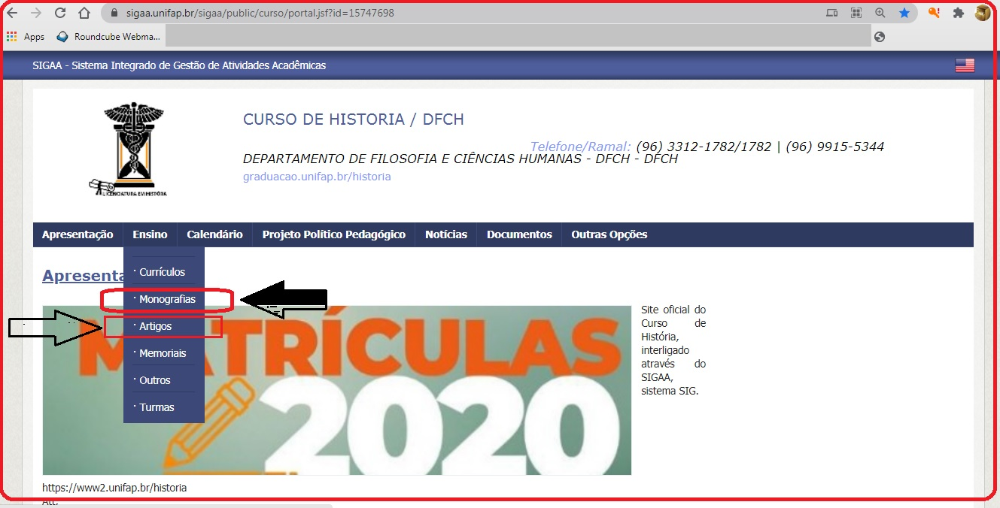 sigaa.unifap.br/sigaa/public/curso/portal.jsf?id=15747698
Apps
Roundcube Webma...
SIGAA - Sistema Integrado de Gestão de Atividades Acadêmicas
LICENCIATURA EM HISTÓRIA
CURSO DE HISTORIA / DFCH
Telefone/Ramal: (96) 3312-1782/1782 | (96) 9915-5344
DEPARTAMENTO DE FILOSOFIA E CIÊNCIAS HUMANAS - DFCH - DFCH
graduacao.unifap.br/historia
Apresentação Ensino Calendário Projeto Político Pedagógico Notícias Documentos Outras Opções
· Currículos
· Monografias
· Artigos
· Memoriais
· Outros
· Turmas
Apresenta
MATRÍCULAS
2020
Site oficial do
Curso de
História,
interligado
através do
SIGAA,
sistema SIG.
https://www2.unifap.br/historia
Att.